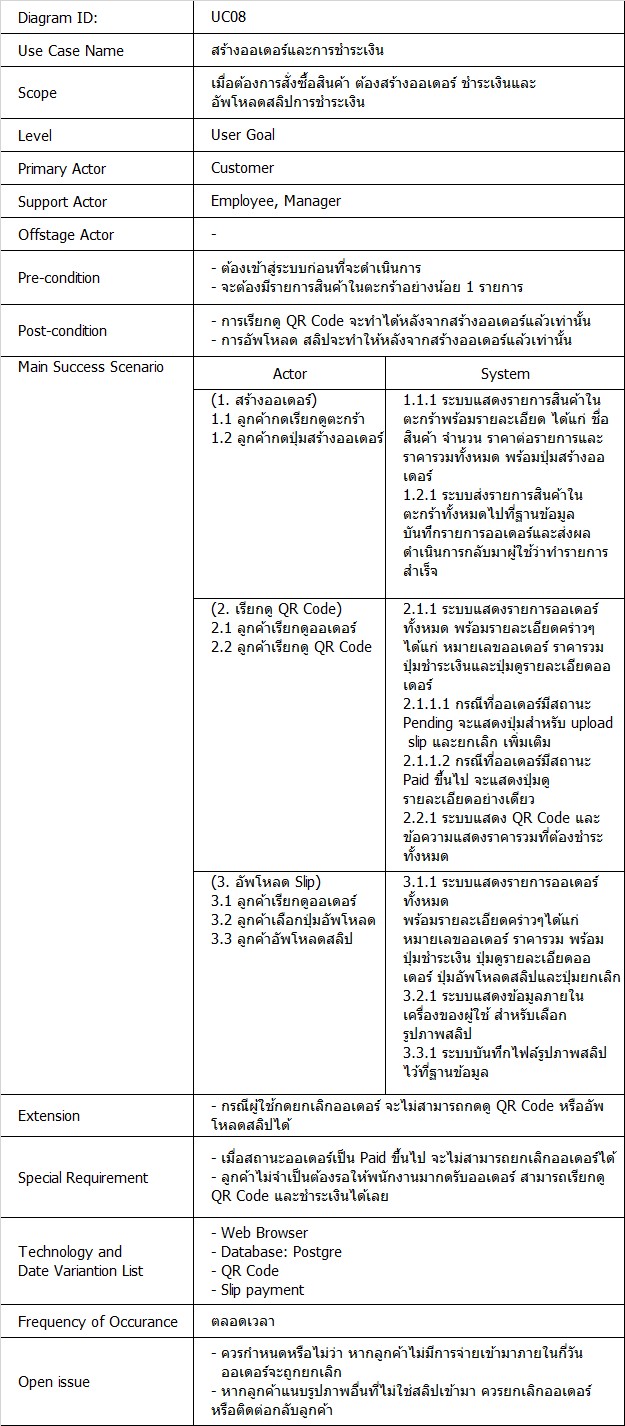 Diagram ID:
UC08
Use Case Name
สร้างออเดอร์และการชำระเงิน
Scope
เมื่อต้องการสั่งซื้อสินค้า ต้องสร้างออเดอร์ ชำระเงินและ
อัพโหลดสลิปการชำระเงิน
Level
User Goal
Primary Actor
Customer
Support Actor
Employee, Manager
Offstage Actor
-
Pre-condition
- ต้องเข้าสู่ระบบก่อนที่จะดำเนินการ
- จะต้องมีรายการสินค้าในตะกร้าอย่างน้อย 1 รายการ
Post-condition
- การเรียกดู QR Code จะทำได้หลังจากสร้างออเดอร์แล้วเท่านั้น
- การอัพโหลด สลิปจะทำให้หลังจากสร้างออเดอร์แล้วเท่านั้น
Main Success Scenario
Actor
System
(1. สร้างออเดอร์)
1.1 ลูกค้ากดเรียกดูตะกร้า
1.2 ลูกค้ากดปุ่มสร้างออเดอร์
1.1.1 ระบบแสดงรายการสินค้าใน
ตะกร้าพร้อมรายละเอียด ได้แก่ ชื่อ
สินค้า จำนวน ราคาต่อรายการและ
ราคารวมทั้งหมด พร้อมปุ่มสร้างออ
เดอร์
1.2.1 ระบบส่งรายการสินค้าใน
ตะกร้าทั้งหมดไปที่ฐานข้อมูล
บันทึกรายการออเดอร์และส่งผล
ดำเนินการกลับมาผู้ใช้ว่าทำรายการ
สำเร็จ
(2. เรียกดู QR Code)
2.1 ลูกค้าเรียกดูออเดอร์
2.2 ลูกค้าเรียกดู QR Code
2.1.1 ระบบแสดงรายการออเดอร์
ทั้งหมด พร้อมรายละเอียดคร่าวๆ
ได้แก่ หมายเลขออเดอร์ ราคารวม
ปุ่มชำระเงินและปุ่มดูรายละเอียดออ
เดอร์
2.1.1.1 กรณีที่ออเดอร์มีสถานะ
Pending จะแสดงปุ่มสำหรับ upload
slip และยกเลิก เพิ่มเติม
2.1.1.2 กรณีที่ออเดอร์มีสถานะ
Paid ขึ้นไป จะแสดงปุ่มดู
รายละเอียดอย่างเดียว
2.2.1 ระบบแสดง QR Code และ
ข้อความแสดงราคารวมที่ต้องชำระ
ทั้งหมด
(3. อัพโหลด Slip)
3.1 ลูกค้าเรียกดูออเดอร์
3.2 ลูกค้าเลือกปุ่มอัพโหลด
3.3 ลูกค้าอัพโหลดสลิป
3.1.1 ระบบแสดงรายการออเดอร์
ทั้งหมด
พร้อมรายละเอียดคร่าวๆได้แก่
หมายเลขออเดอร์ ราคารวม พร้อม
ปุ่มชำระเงิน ปุ่มดูรายละเอียดออ
เดอร์ ปุ่มอัพโหลดสลิปและปุ่มยกเลิก
3.2.1 ระบบแสดงข้อมูลภายใน
เครื่องของผู้ใช้ สำหรับเลือก
รูปภาพสลิป
3.3.1 ระบบบันทึกไฟล์รูปภาพสลิป
ไว้ที่ฐานข้อมูล
Extension
- กรณีผู้ใช้กดยกเลิกออเดอร์ จะไม่สามารถกดดู QR Code หรืออัพ
โหลดสลิปได้
Special Requirement
- เมื่อสถานะออเดอร์เป็น Paid ขึ้นไป จะไม่สามารถยกเลิกออเดอร์ได้
- ลูกค้าไม่จำเป็นต้องรอให้พนักงานมากดรับออเดอร์ สามารถเรียกดู
QR Code และชำระเงินได้เลย
Technology and
Date Variantion List
- Web Browser
- Database: Postgre
- QR Code
- Slip payment
Frequency of Occurance
ตลอดเวลา
Open issue
- ควรกำหนดหรือไม่ว่า หากลูกค้าไม่มีการจ่ายเข้ามาภายในกี่วัน
ออเดอร์จะถูกยกเลิก
- หากลูกค้าแนบรูปภาพอื่นที่ไม่ใช่สลิปเข้ามา ควรยกเลิกออเดอร์
หรือติดต่อกลับลูกค้า